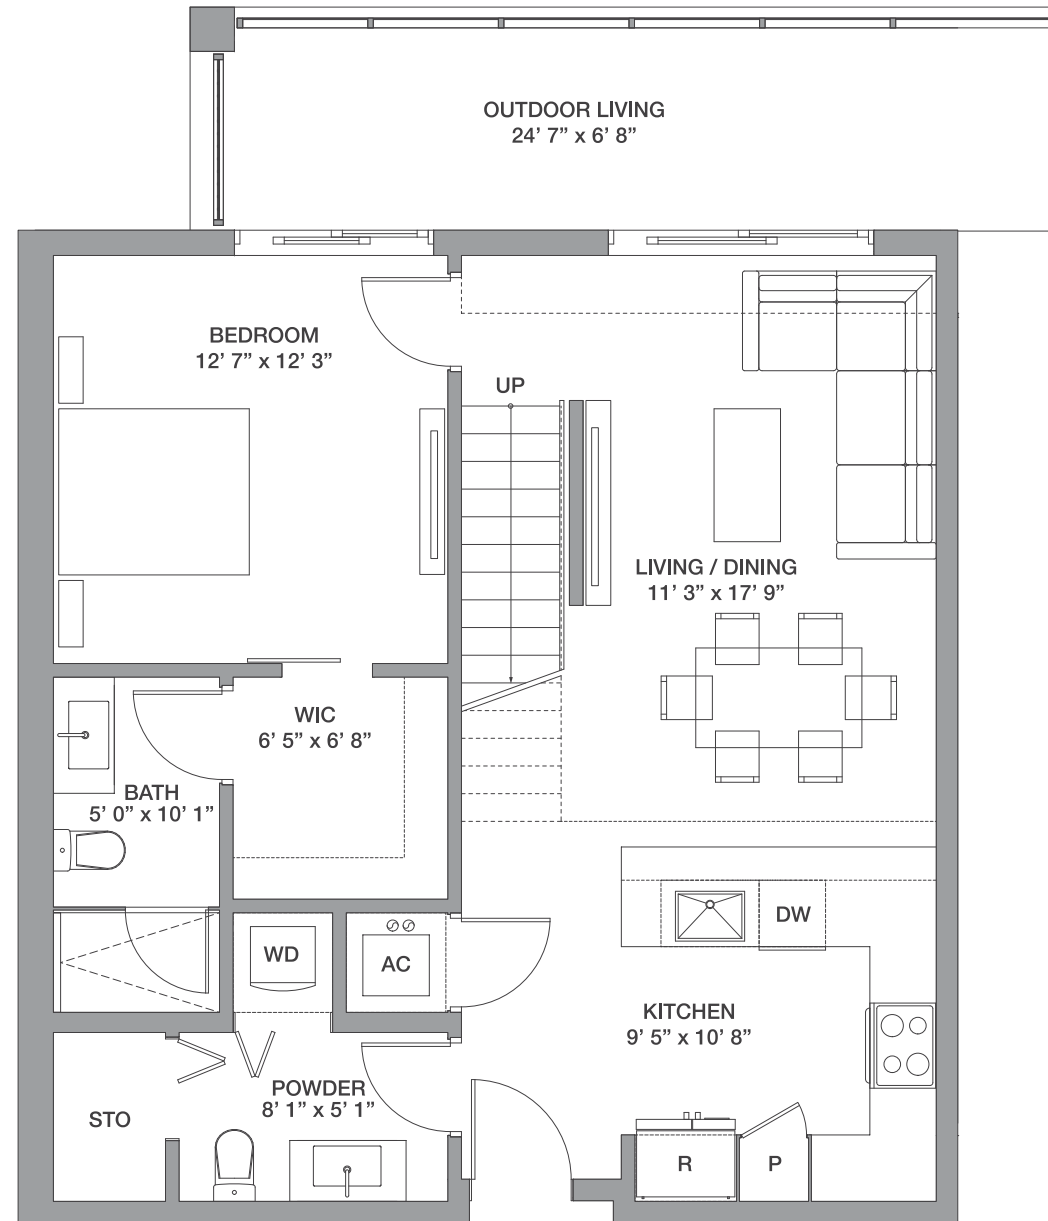 OUTDOOR LIVING
24’ 7” x 6’ 8”
BEDROOM
12’ 7” x 12’ 3”
UP
LIVING / DINING
11’ 3” x 17’ 9”
WIC
6’ 5” x 6’ 8”
BATH
5’ 0” x 10’ 1”
DW
WD
AC
KITCHEN
9’ 5” x 10’ 8”
POWDER
8’ 1” x 5’ 1”
STO
R
P